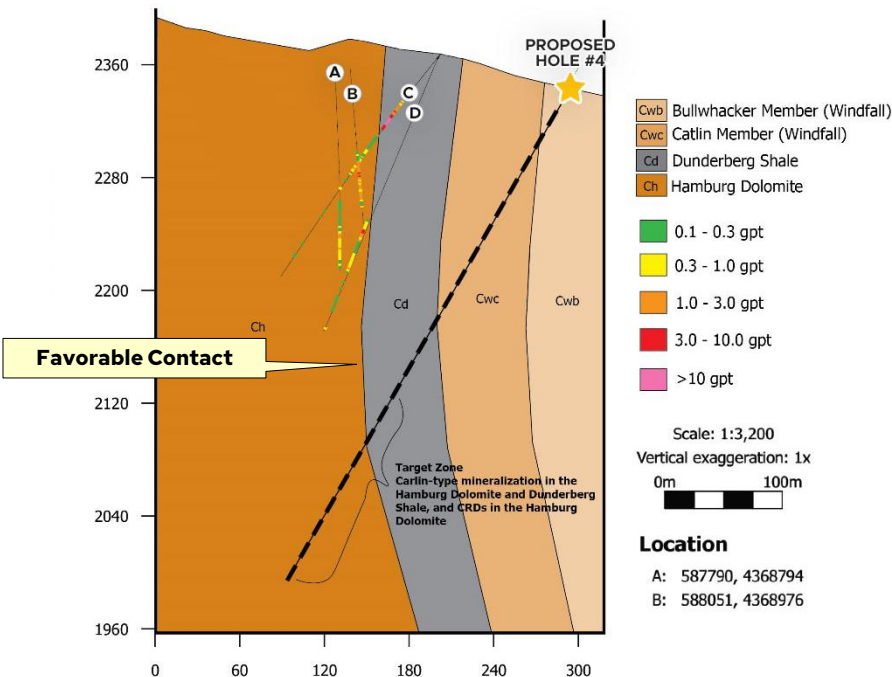 PROPOSED
HOLE #4
2360
2280
2200
2120
2040
1960
0
60
120
180
240
300
A
B
C
D
Ch
Cd
Cwc
Cwb
Favorable Contact
Target Zone
Carlin-type mineralization in the
Hamburg Dolomite and Dunderberg
Shale, and CRDs in the Hamburg
Dolomite
Cwb Bullwhacker Member (Windfall)
Cwc Catlin Member (Windfall)
Cd Dunderberg Shale
Ch Hamburg Dolomite
0.1 - 0.3 gpt
0.3 - 1.0 gpt
1.0 - 3.0 gpt
3.0 - 10.0 gpt
>10 gpt
Scale: 1:3,200
Vertical exaggeration: 1x
0m 100m
Location
A: 587790, 4368794
B: 588051, 4368976